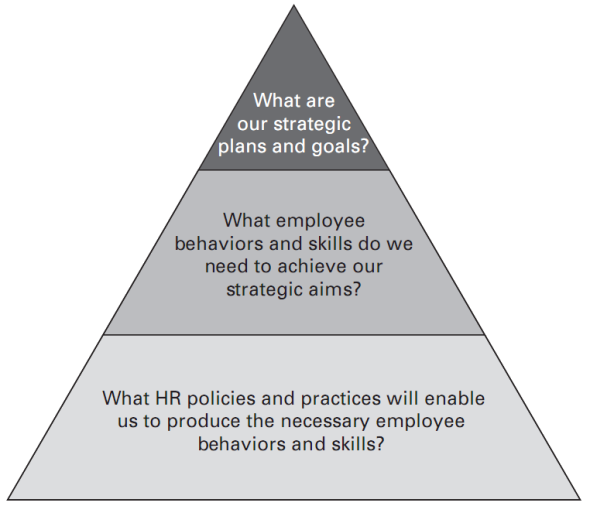 What are
our strategic
plans and goals?
What employee
behaviors and skills do we
need to achieve our
strategic aims?
What HR policies and practices will enable
us to produce the necessary employee
behaviors and skills?